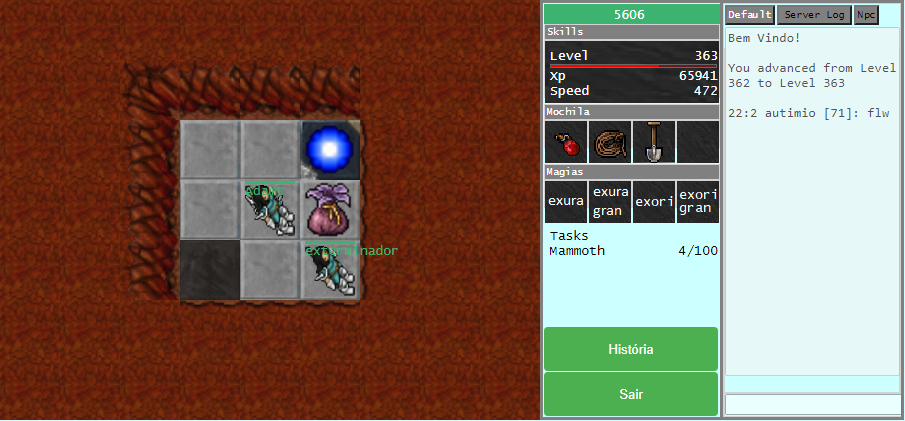 5606
Skills
Level 363
Xp 65941
Speed 472
Mochila
Magias
exura
exura gran
exori
exori gran
Tasks
Mammoth 4/100
História
Sair
Default
Server Log
Npc
Bem Vindo!
You advanced from Level
362 to Level 363
22:2 autimio [71]: flw
exterminador